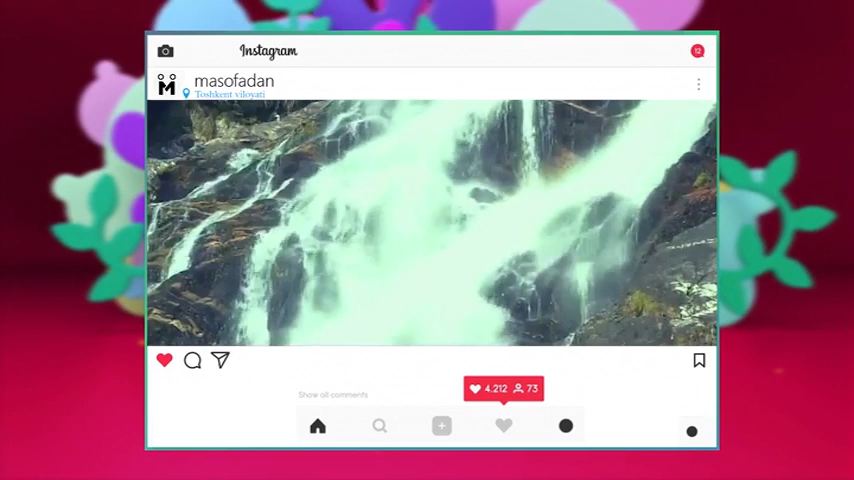 Instagram
12
masofadan
Toshkent viloyati
Show all comments
4.212 73